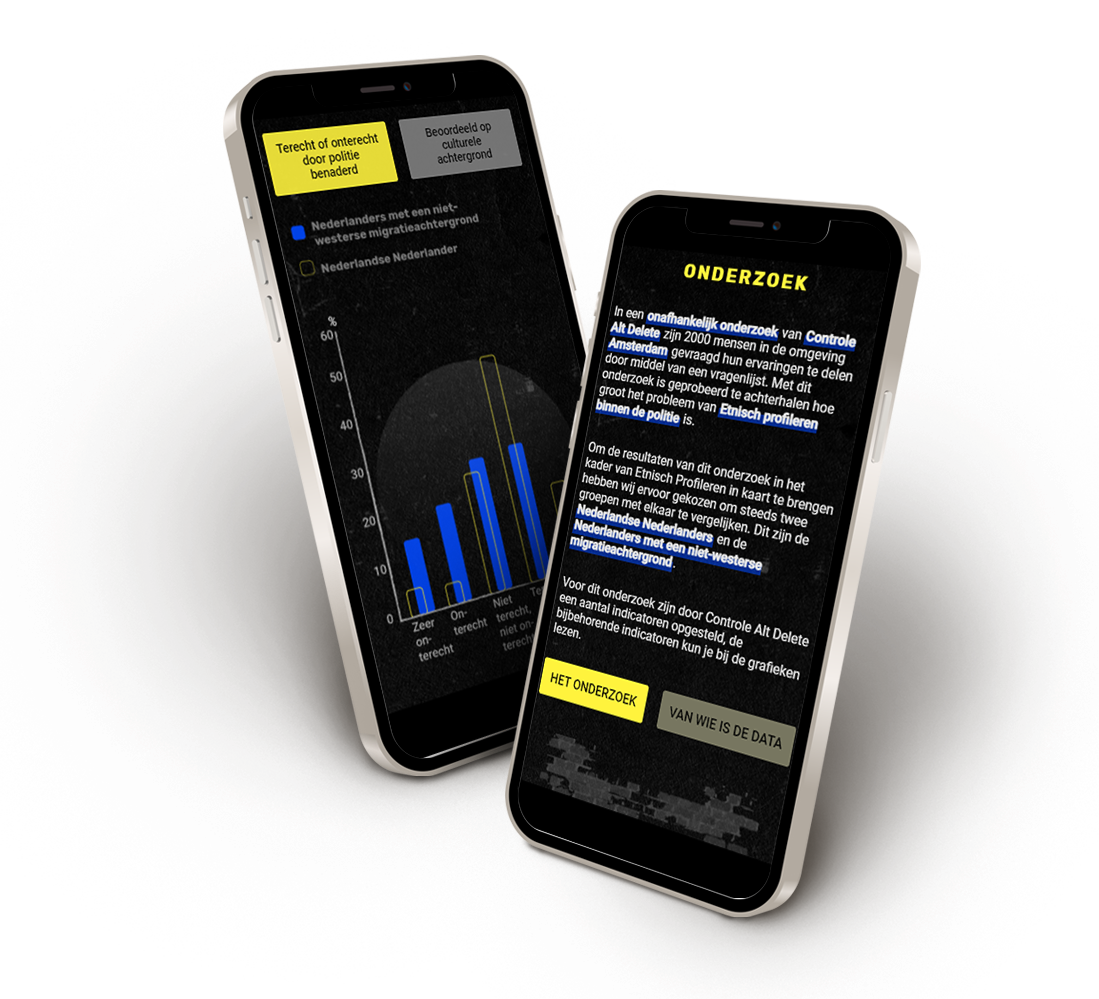 Terecht of onterecht
door politie
benaderd
Beoordeeld op
culturele
achtergrond
Nederlanders met een niet-
westerse migratieachtergrond
Nederlandse Nederlander
%
60
50
40
30
20
10
0
Zeer
on-
terecht
On-
terecht
Niet
terecht,
niet on-
ONDERZOEK
In een onafhankelijk onderzoek van Controle
Alt Delete zijn 2000 mensen in de omgeving
Amsterdam gevraagd hun ervaringen te delen
door middel van een vragenlijst. Met dit
onderzoek is geprobeerd te achterhalen hoe
groot het probleem van Etnisch profileren
binnen de politie is.
Om de resultaten van dit onderzoek in het
kader van Etnisch Profileren in kaart te brengen
hebben wij ervoor gekozen om steeds twee
groepen met elkaar te vergelijken. Dit zijn de
Nederlandse Nederlanders en de
Nederlanders met een niet-westerse
migratieachtergrond.
Voor dit onderzoek zijn door Controle Alt Delete
een aantal indicatoren opgesteld, de
bijbehorende indicatoren kun je bij de grafieken
lezen.
HET ONDERZOEK
VAN WIE IS DE DATA